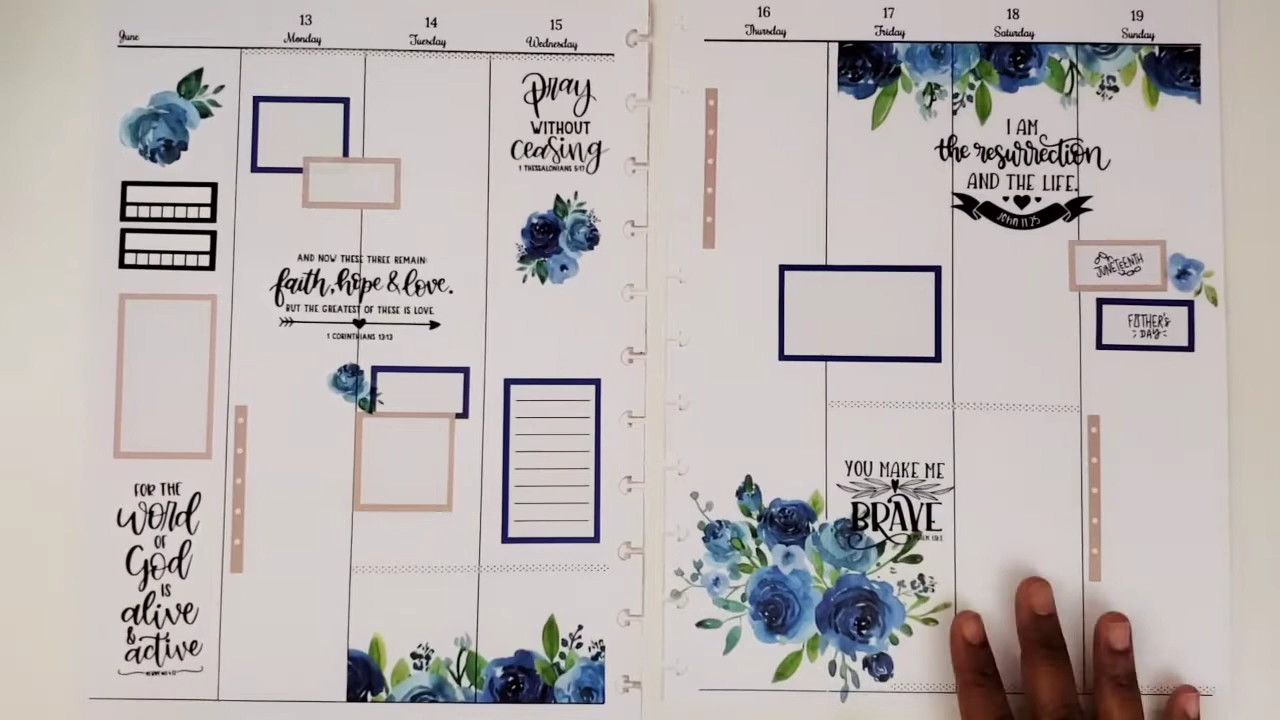 June
13
Monday
14
Tuesday
15
Wednesday
FOR THE
word
OF
God
IS
alive
&
active
AND NOW THESE THREE REMAIN:
faith, hope & love.
BUT THE GREATEST OF THESE IS LOVE.
1 CORINTHIANS 13:13
Pray
WITHOUT
ceasing
1 THESSALONIANS 5:17
16
Thursday
17
Friday
18
Saturday
19
Sunday
I AM
the resurrection
AND THE LIFE.
JOHN 11:25
JUNETEENTH
FATHER'S
DAY
YOU MAKE ME
BRAVE